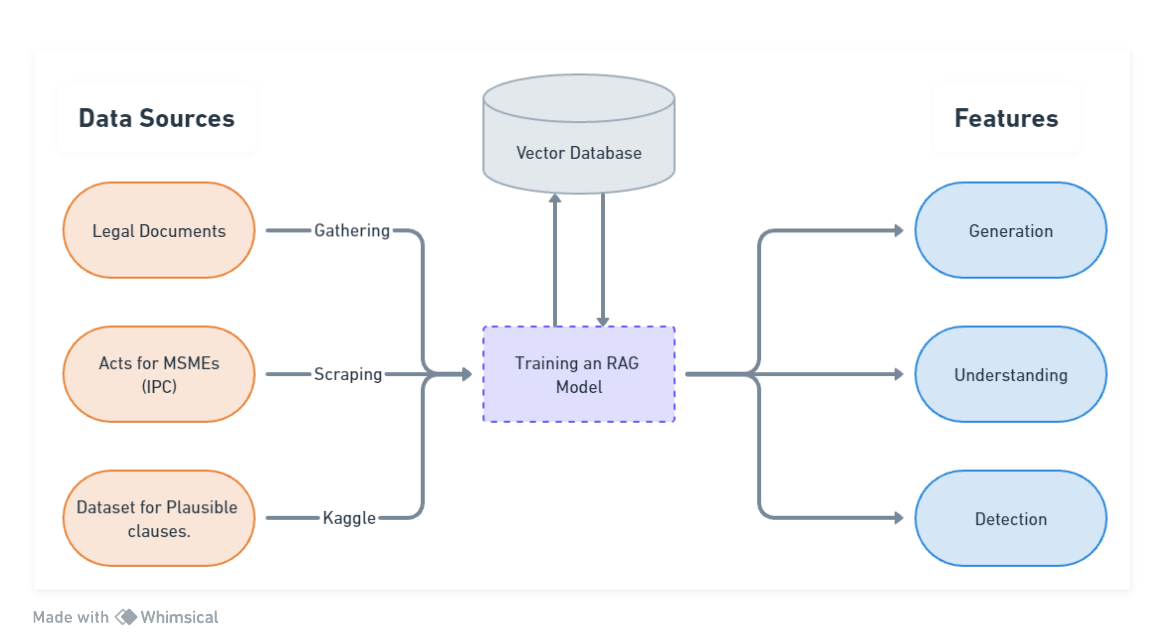 Data Sources
Features
Vector Database
Legal Documents
Gathering
Generation
Acts for MSMEs
(IPC)
Scraping
Training an RAG
Model
Understanding
Dataset for Plausible
clauses.
Kaggle
Detection
Made with Whimsical